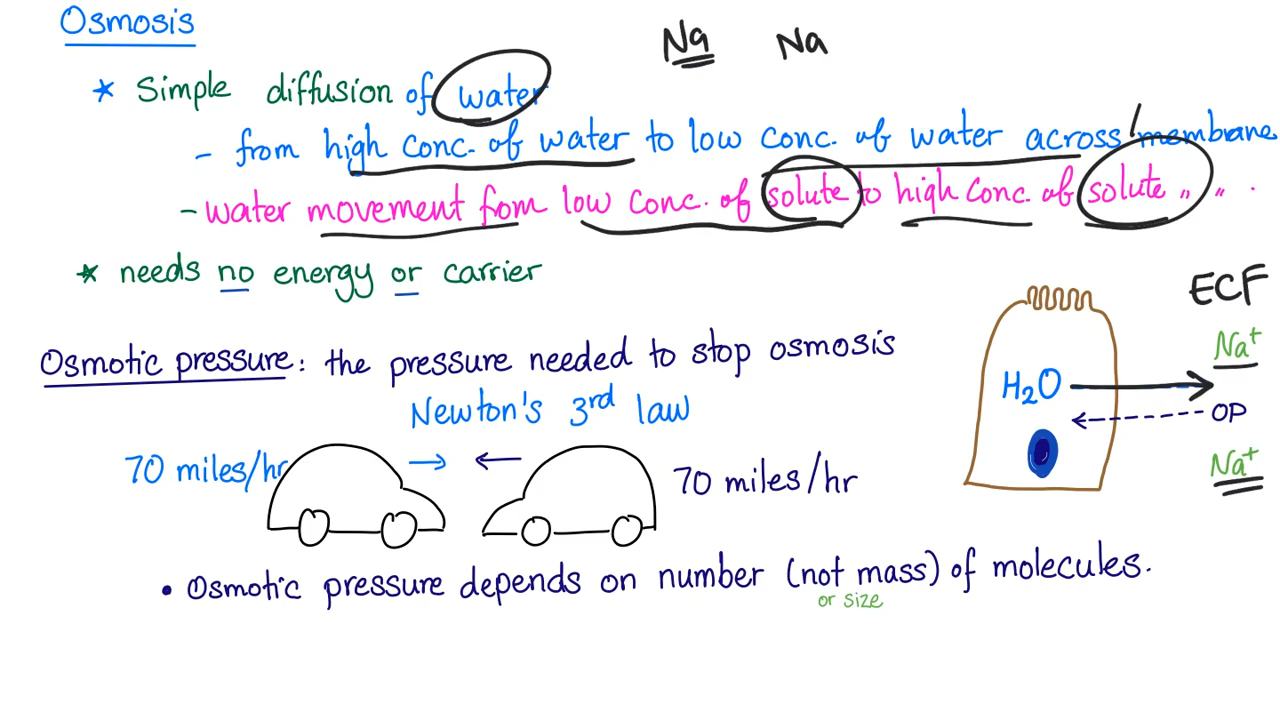 Osmosis
Na Na
* Simple diffusion of water
- from high conc. of water to low conc. of water across membrane
- water movement from low conc. of solute to high conc. of solute " " .
* needs no energy or carrier
ECF
Na+
Osmotic pressure: the pressure needed to stop osmosis
H2O
OP
Newton's 3rd law
70 miles/hr
70 miles/hr
Na+
• Osmotic pressure depends on number (not mass) of molecules.
or size